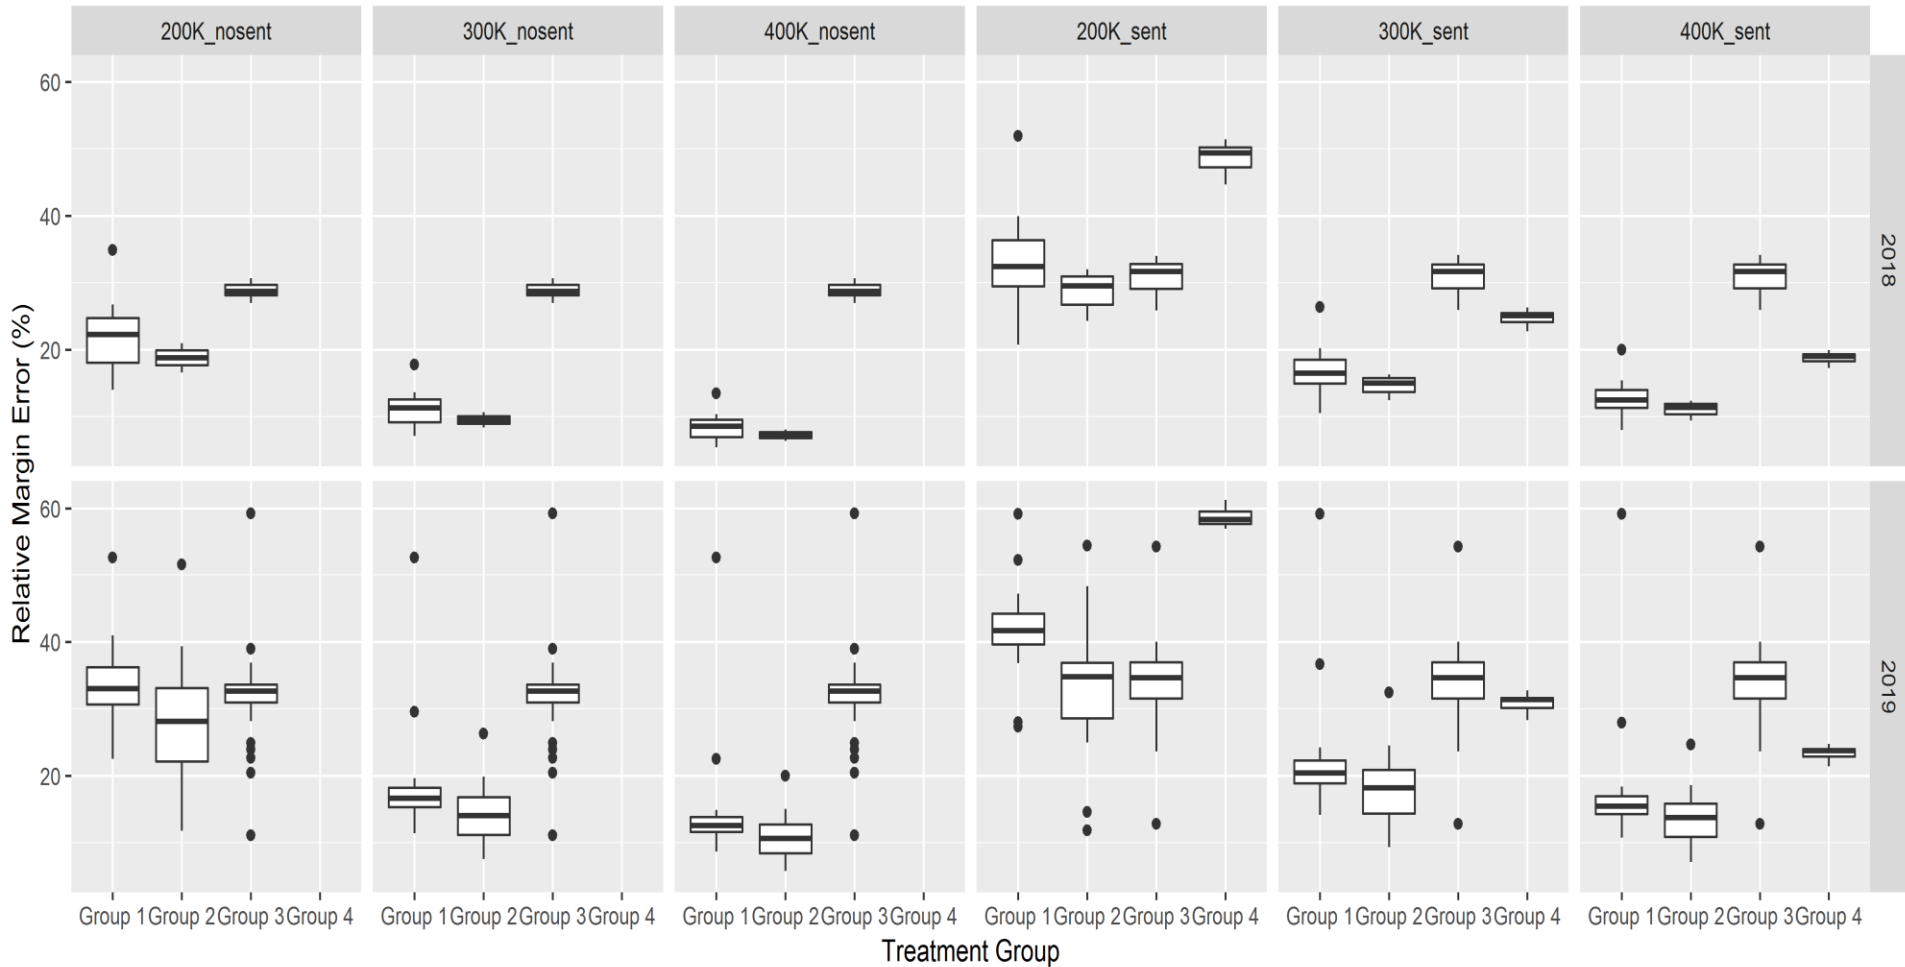 200K_nosent 300K_nosent 400K_nosent 200K_sent 300K_sent 400K_sent
60
40
20
2018
Relative Margin Error (%)
60
40
20
2019
Group 1 Group 2 Group 3 Group 4 Group 1 Group 2 Group 3 Group 4 Group 1 Group 2 Group 3 Group 4 Group 1 Group 2 Group 3 Group 4 Group 1 Group 2 Group 3 Group 4 Group 1 Group 2 Group 3 Group 4
Treatment Group